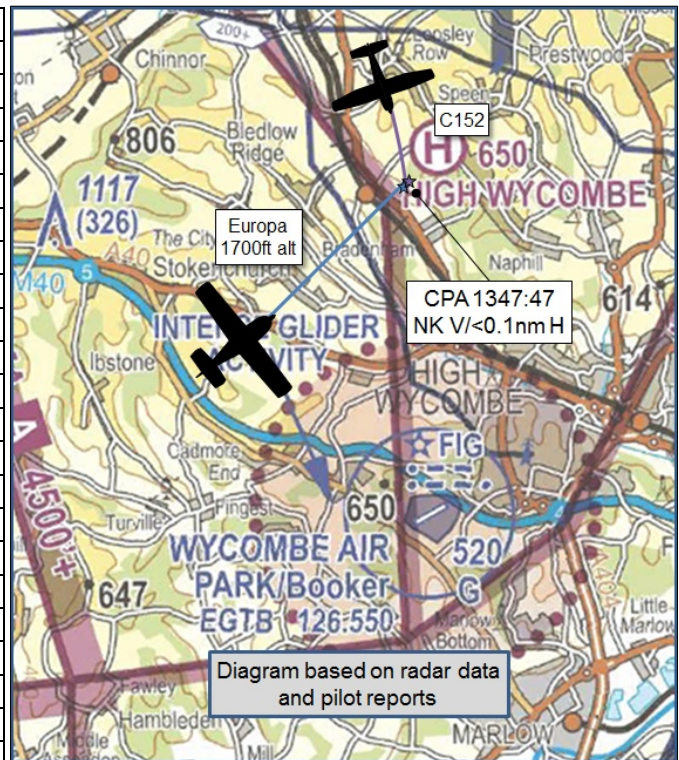 200+
Chinnor
Row
Prestwood
Speen
C152
806
Bledlow
Ridge
H 650
HIGH WYCOMBE
1117
(326)
Europa
1700ft alt
The City
A40
Stokenchurch
Bradenham
M40
5
Naphill
CPA 1347:47
NK V/<0.1nm H
614
INTENSE GLIDER
ACTIVITY
Ibstone
HIGH
WYCOMBE
Cadmore
End
FIG
A
4500'+
Turville
Fingest
650
WYCOMBE AIR
PARK/Booker
EGTB 126.550
520
G
647
A404
Little
Marlow
Marlow
Bottom
Diagram based on radar data
and pilot reports
Fawley
Hambleden
Middle
Mill
MARLOW